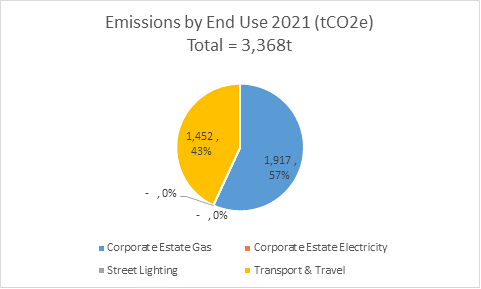 Emissions by End Use 2021 (tCO2e)
Total = 3,368t
1,452 ,
43%
1,917 ,
57%
- , 0%
- , 0%
Corporate Estate Gas
Corporate Estate Electricity
Street Lighting
Transport & Travel